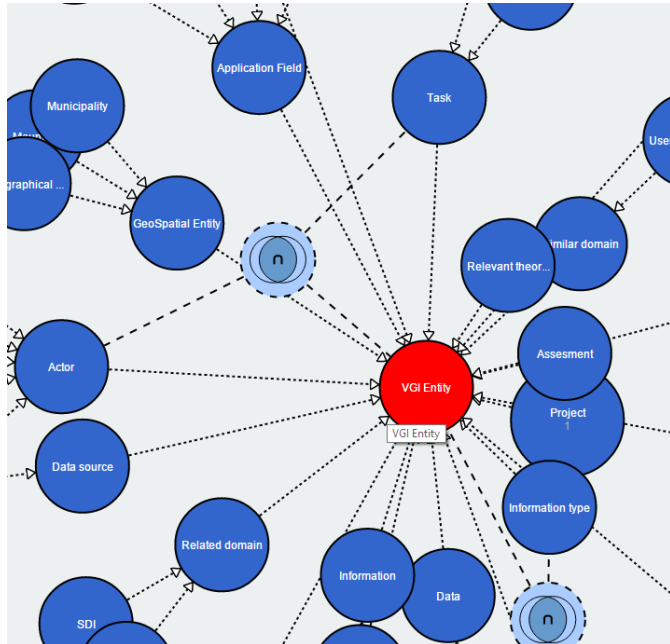 Application Field
Task
Municipality
graphical ...
GeoSpatial Entity
Relevant theor...
Actor
VGI Entity
VGI Entity
Assesment
Project
1
Data source
Information type
Related domain
Information
Data
SDI
∩
∩
domain